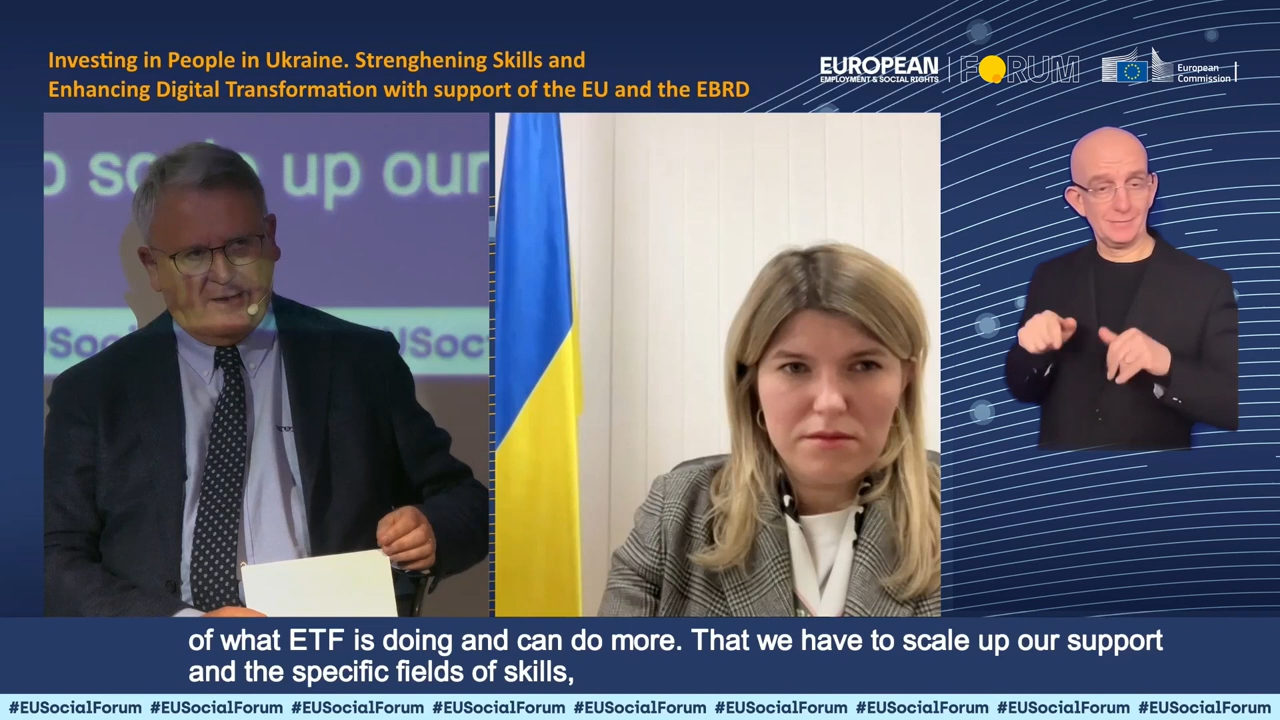 Investing in People in Ukraine. Strenghening Skills and
Enhancing Digital Transformation with support of the EU and the EBRD
EUROPEAN
EMPLOYMENT & SOCIAL RIGHTS
FORUM
European
Commission
o scale up our
USoci
USoc
of what ETF is doing and can do more. That we have to scale up our support
and the specific fields of skills,
#EUSocialForum #EUSocialForum #EUSocialForum #EUSocialForum #EUSocialForum #EUSocialForum #EUSocialForum #EUSocialForum #EUSocialForum